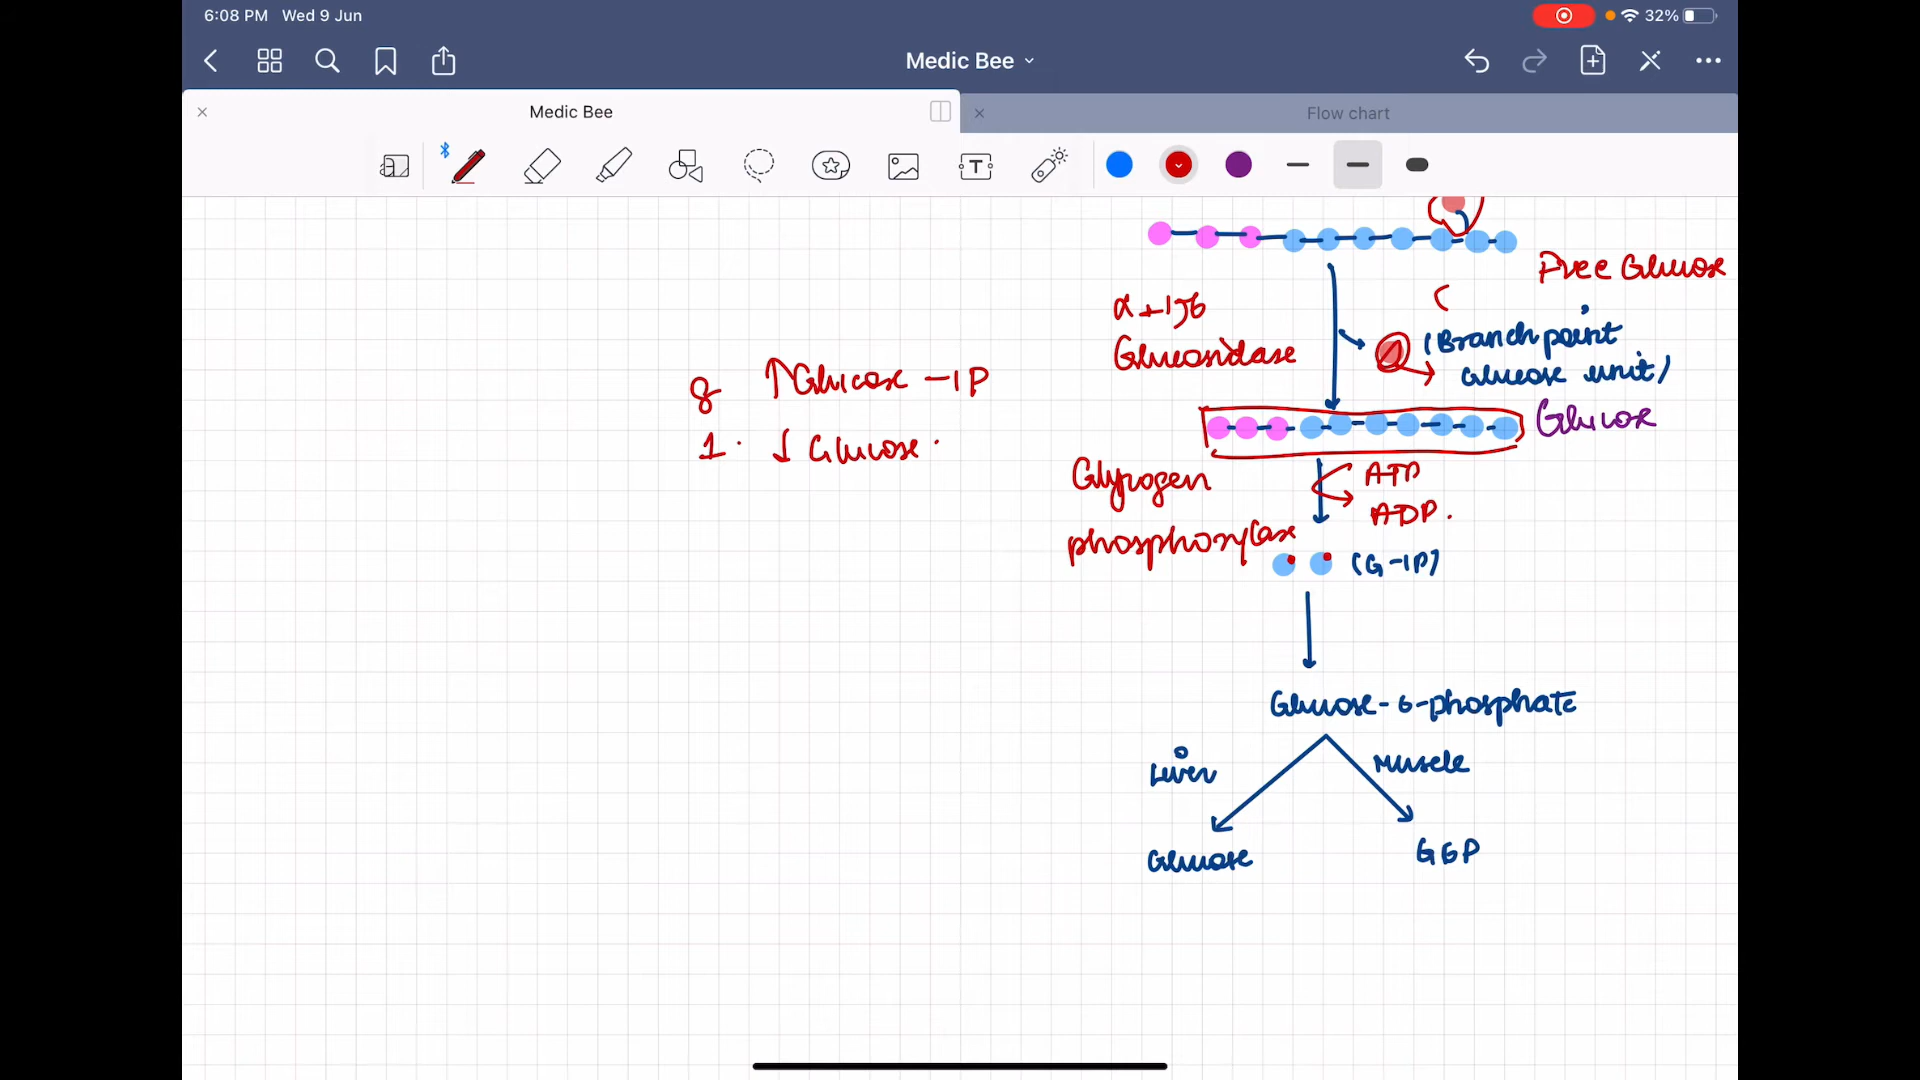 6:08 PM Wed 9 Jun
32%
Medic Bee
Medic Bee
Flow chart
Free Glucose
α 1→6
Glucosidase
(Branch point
Glucose unit)
8 ↑Glucose -1P
1. ↓ Glucose.
Glucose
Glycogen
phosphorylase
ATP
ADP.
(G-1P)
Glucose-6-phosphate
Liver
Muscle
Glucose
G6P